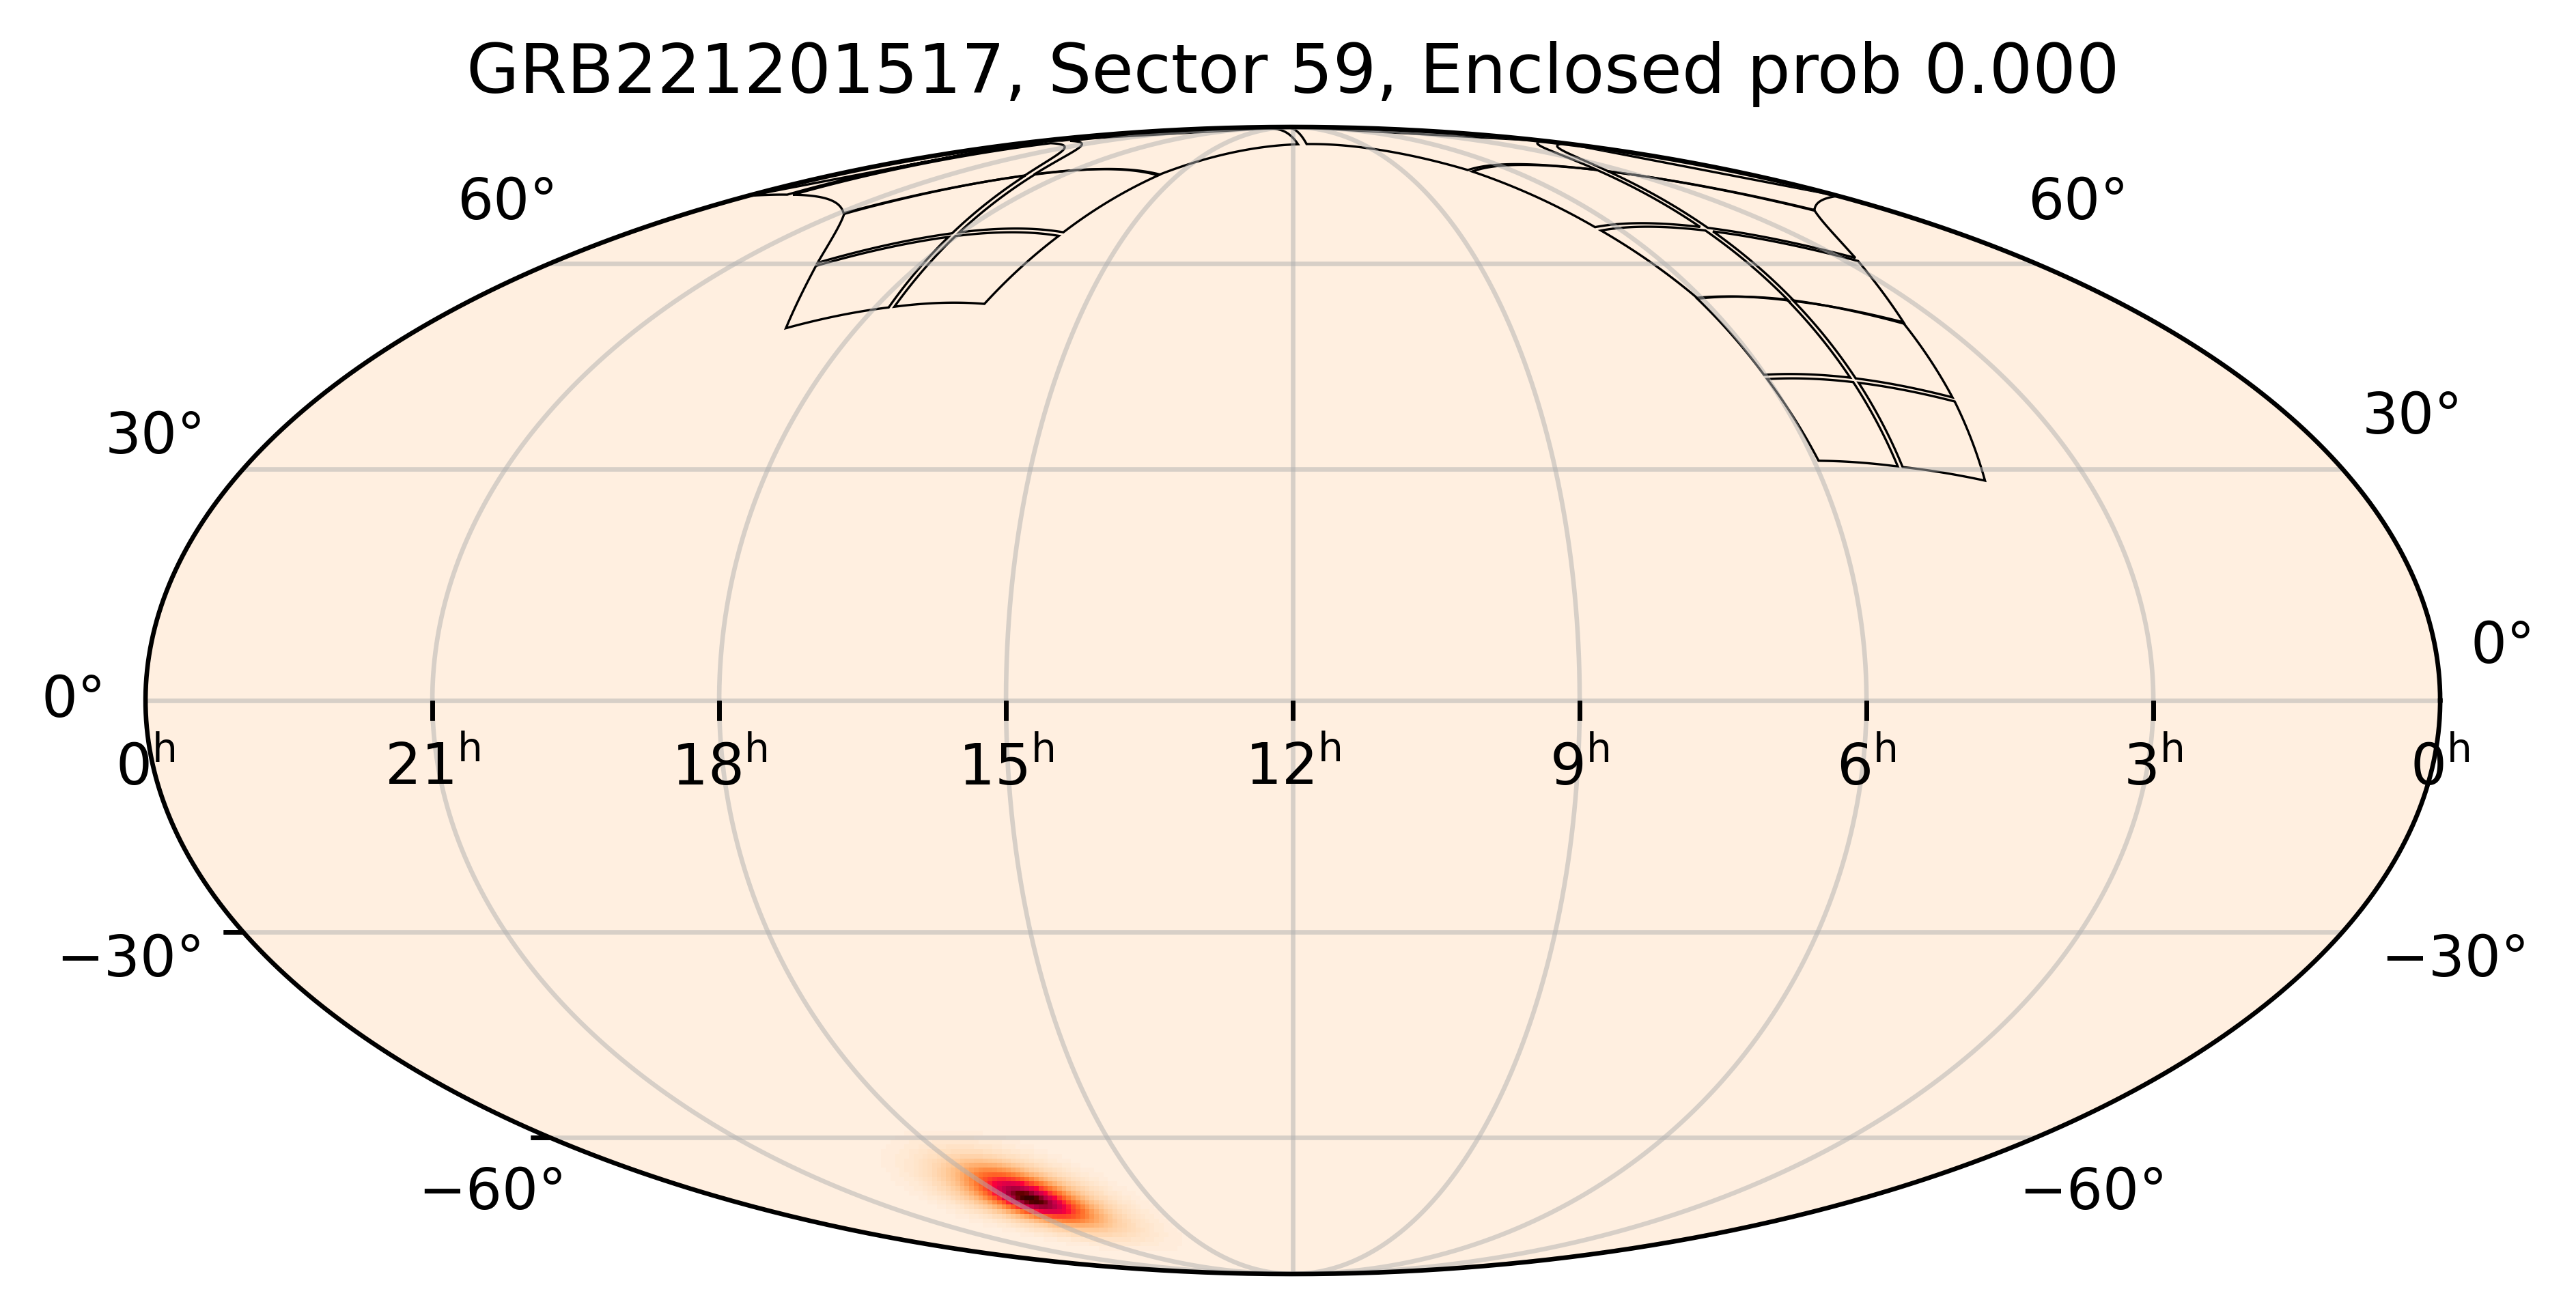 GRB221201517, Sector 59, Enclosed prob 0.000
60° 60°
30° 30°
0° 0°
0h 21h 18h 15h 12h 9h 6h 3h 0h
−30° −30°
−60° −60°